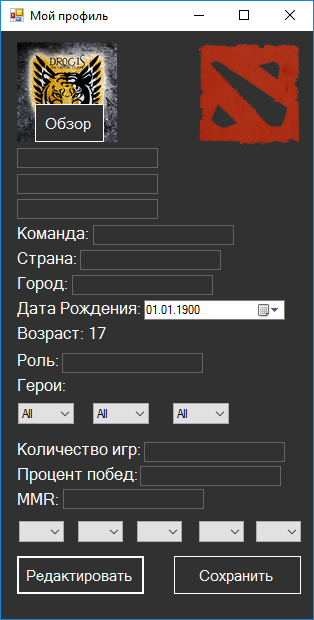 Мой профиль
DROGIS
Обзор
Команда:
Страна:
Город:
Дата Рождения: 01.01.1900
Возраст: 17
Роль:
Герои:
All All All
Количество игр:
Процент побед:
MMR:
Редактировать Сохранить